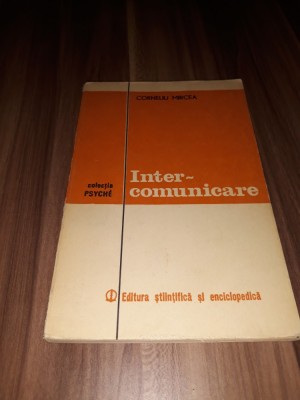 CORNELIU MIRCEA
colecția
PSYCHÉ
Inter-
comunicare
Editura științifică și enciclopedică